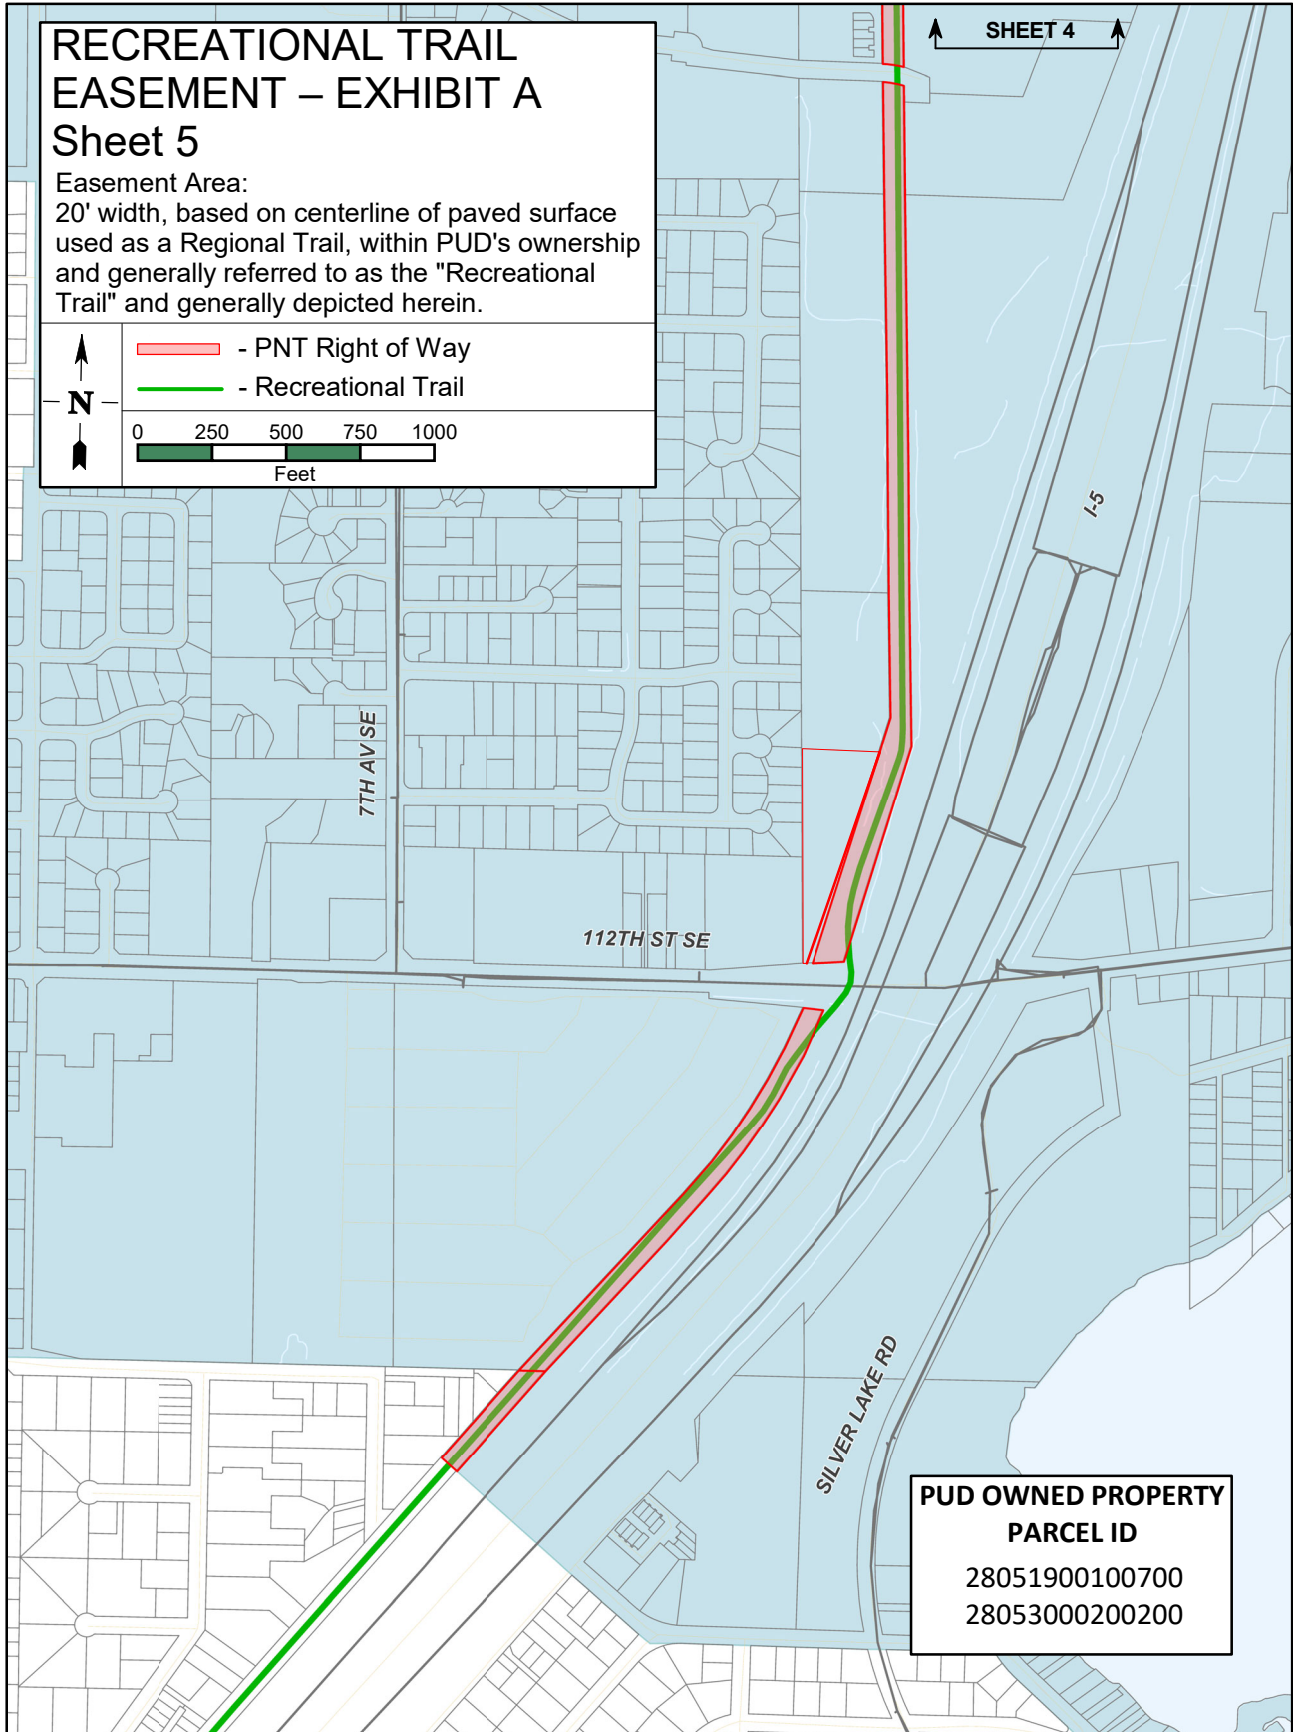 RECREATIONAL TRAIL
EASEMENT – EXHIBIT A
Sheet 5
Easement Area:
20' width, based on centerline of paved surface
used as a Regional Trail, within PUD's ownership
and generally referred to as the "Recreational
Trail" and generally depicted herein.
N
- PNT Right of Way
- Recreational Trail
0 250 500 750 1000
Feet
SHEET 4
I-5
7TH AV SE
112TH ST SE
SILVER LAKE RD
PUD OWNED PROPERTY
PARCEL ID
28051900100700
28053000200200